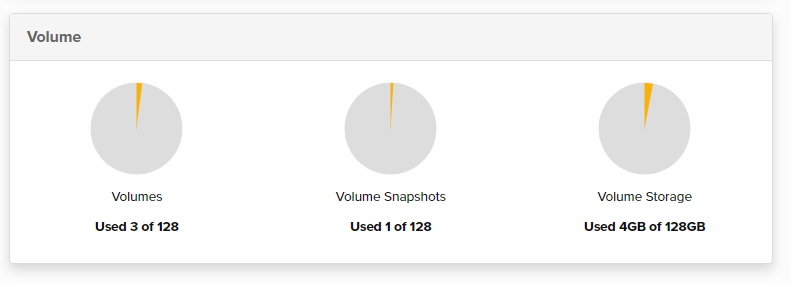 Volume
Volumes
Used 3 of 128
Volume Snapshots
Used 1 of 128
Volume Storage
Used 4GB of 128GB